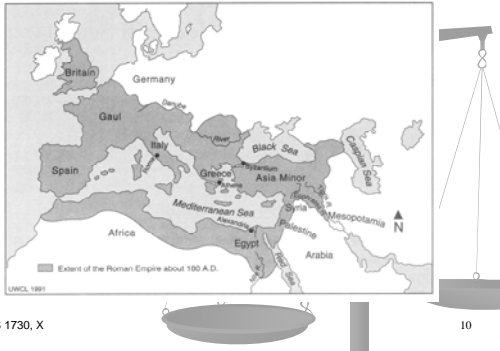 Britain
Germany
Gaul
Danube
River
Black Sea
Caspian Sea
Italy
Rome
Byzantium
Spain
Greece
Athens
Asia Minor
Mediterranean Sea
Syria
Mesopotamia
Palestine
Alexandria
Africa
Egypt
Arabia
Red Sea
N
Extent of the Roman Empire about 180 A.D.
UWCL 1991
1730, X
10